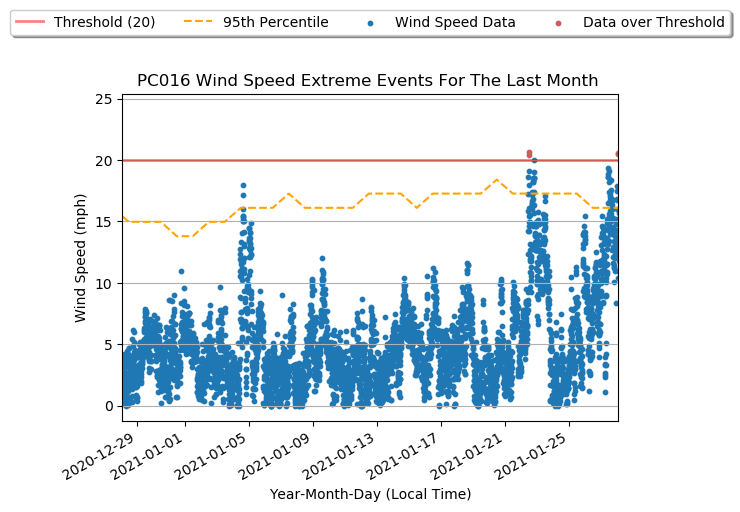 Threshold (20) 95th Percentile Wind Speed Data Data over Threshold
PC016 Wind Speed Extreme Events For The Last Month
25
20
15
10
5
0
Wind Speed (mph)
2020-12-29 2021-01-01 2021-01-05 2021-01-09 2021-01-13 2021-01-17 2021-01-21 2021-01-25
Year-Month-Day (Local Time)